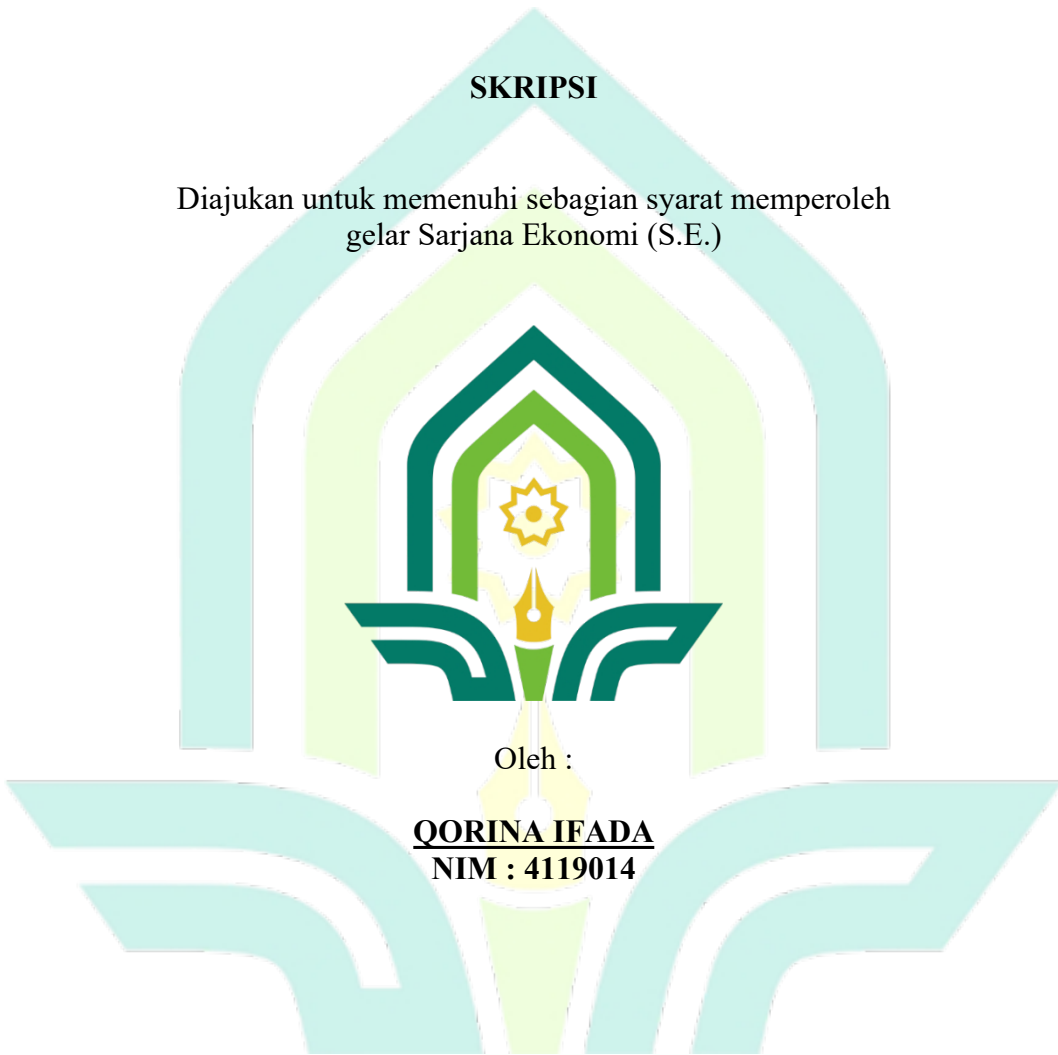 SKRIPSI
Diajukan untuk memenuhi sebagian syarat memperoleh
gelar Sarjana Ekonomi (S.E.)
Oleh :
QORINA IFADA
NIM : 4119014